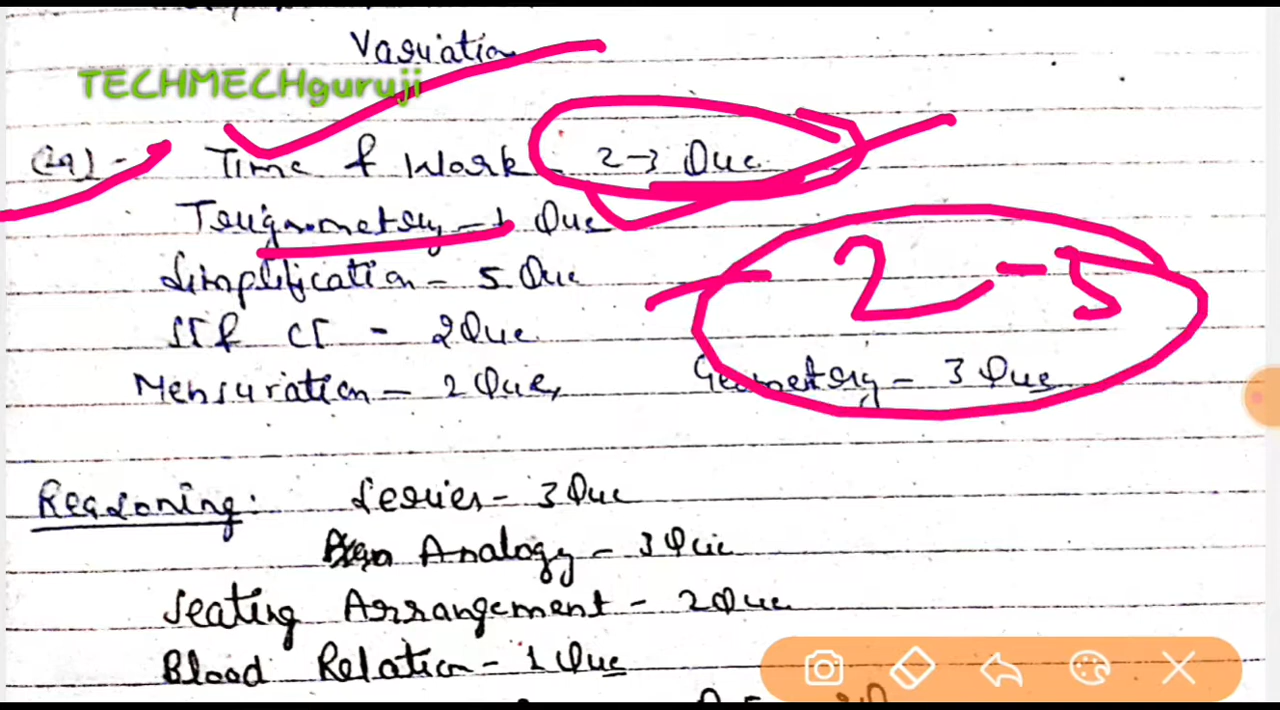 Variation
TECHMECHguruji
Time & Work - 2-3 Que
Trigonometry - 1 Que
Simplification - 5 Que
2 - 5
SI & CI - 2 Que
Mensuration - 2 Que, Geometry - 3 Que
Reasoning: Series - 3 Que
Analogy - 3 Que
Seating Arrangement - 2 Que
Blood Relation - 1 Que